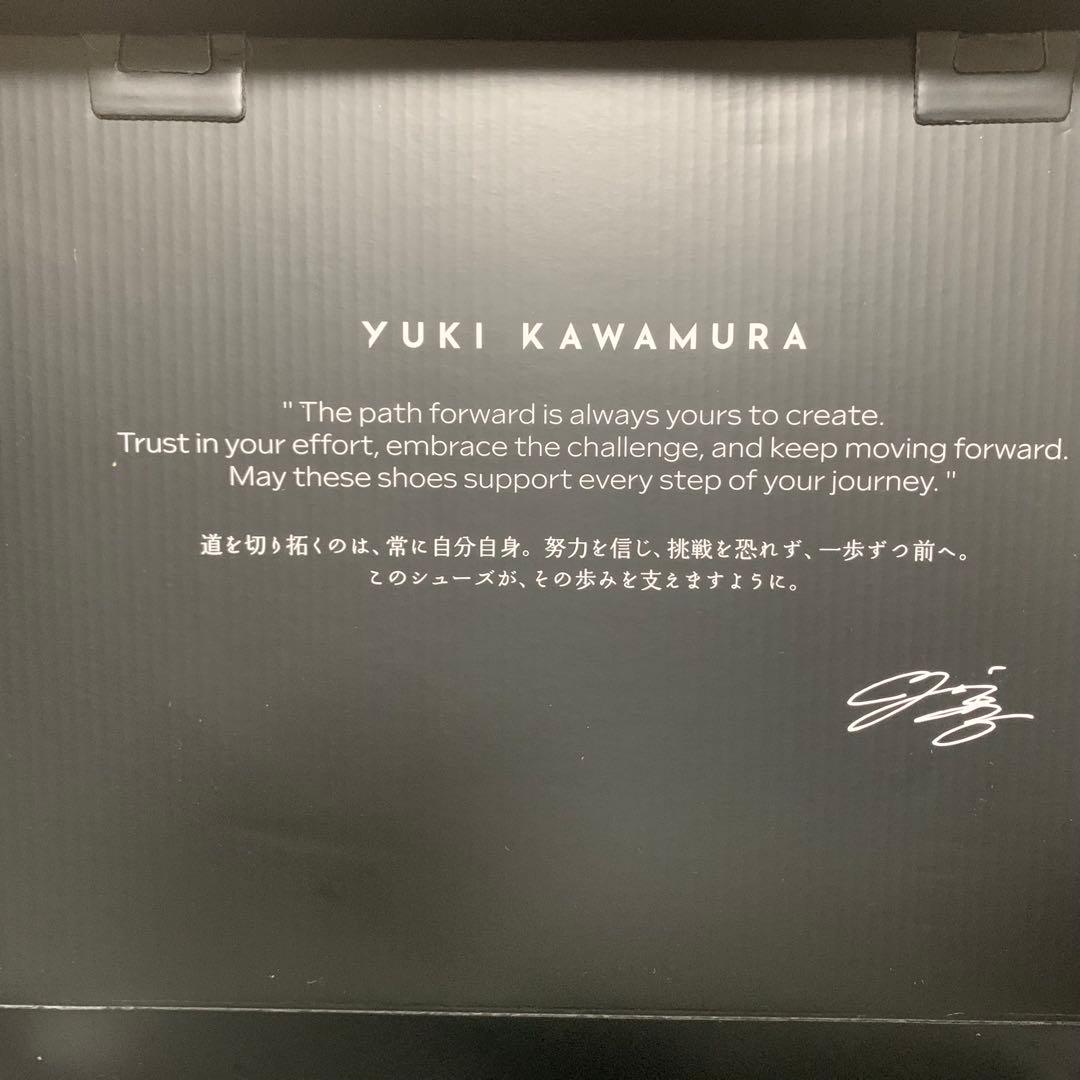 YUKI KAWAMURA
" The path forward is always yours to create.
Trust in your effort, embrace the challenge, and keep moving forward.
May these shoes support every step of your journey. "
道を切り拓くのは、常に自分自身。努力を信じ、挑戦を恐れず、一歩ずつ前へ。
このシューズが、その歩みを支えますように。